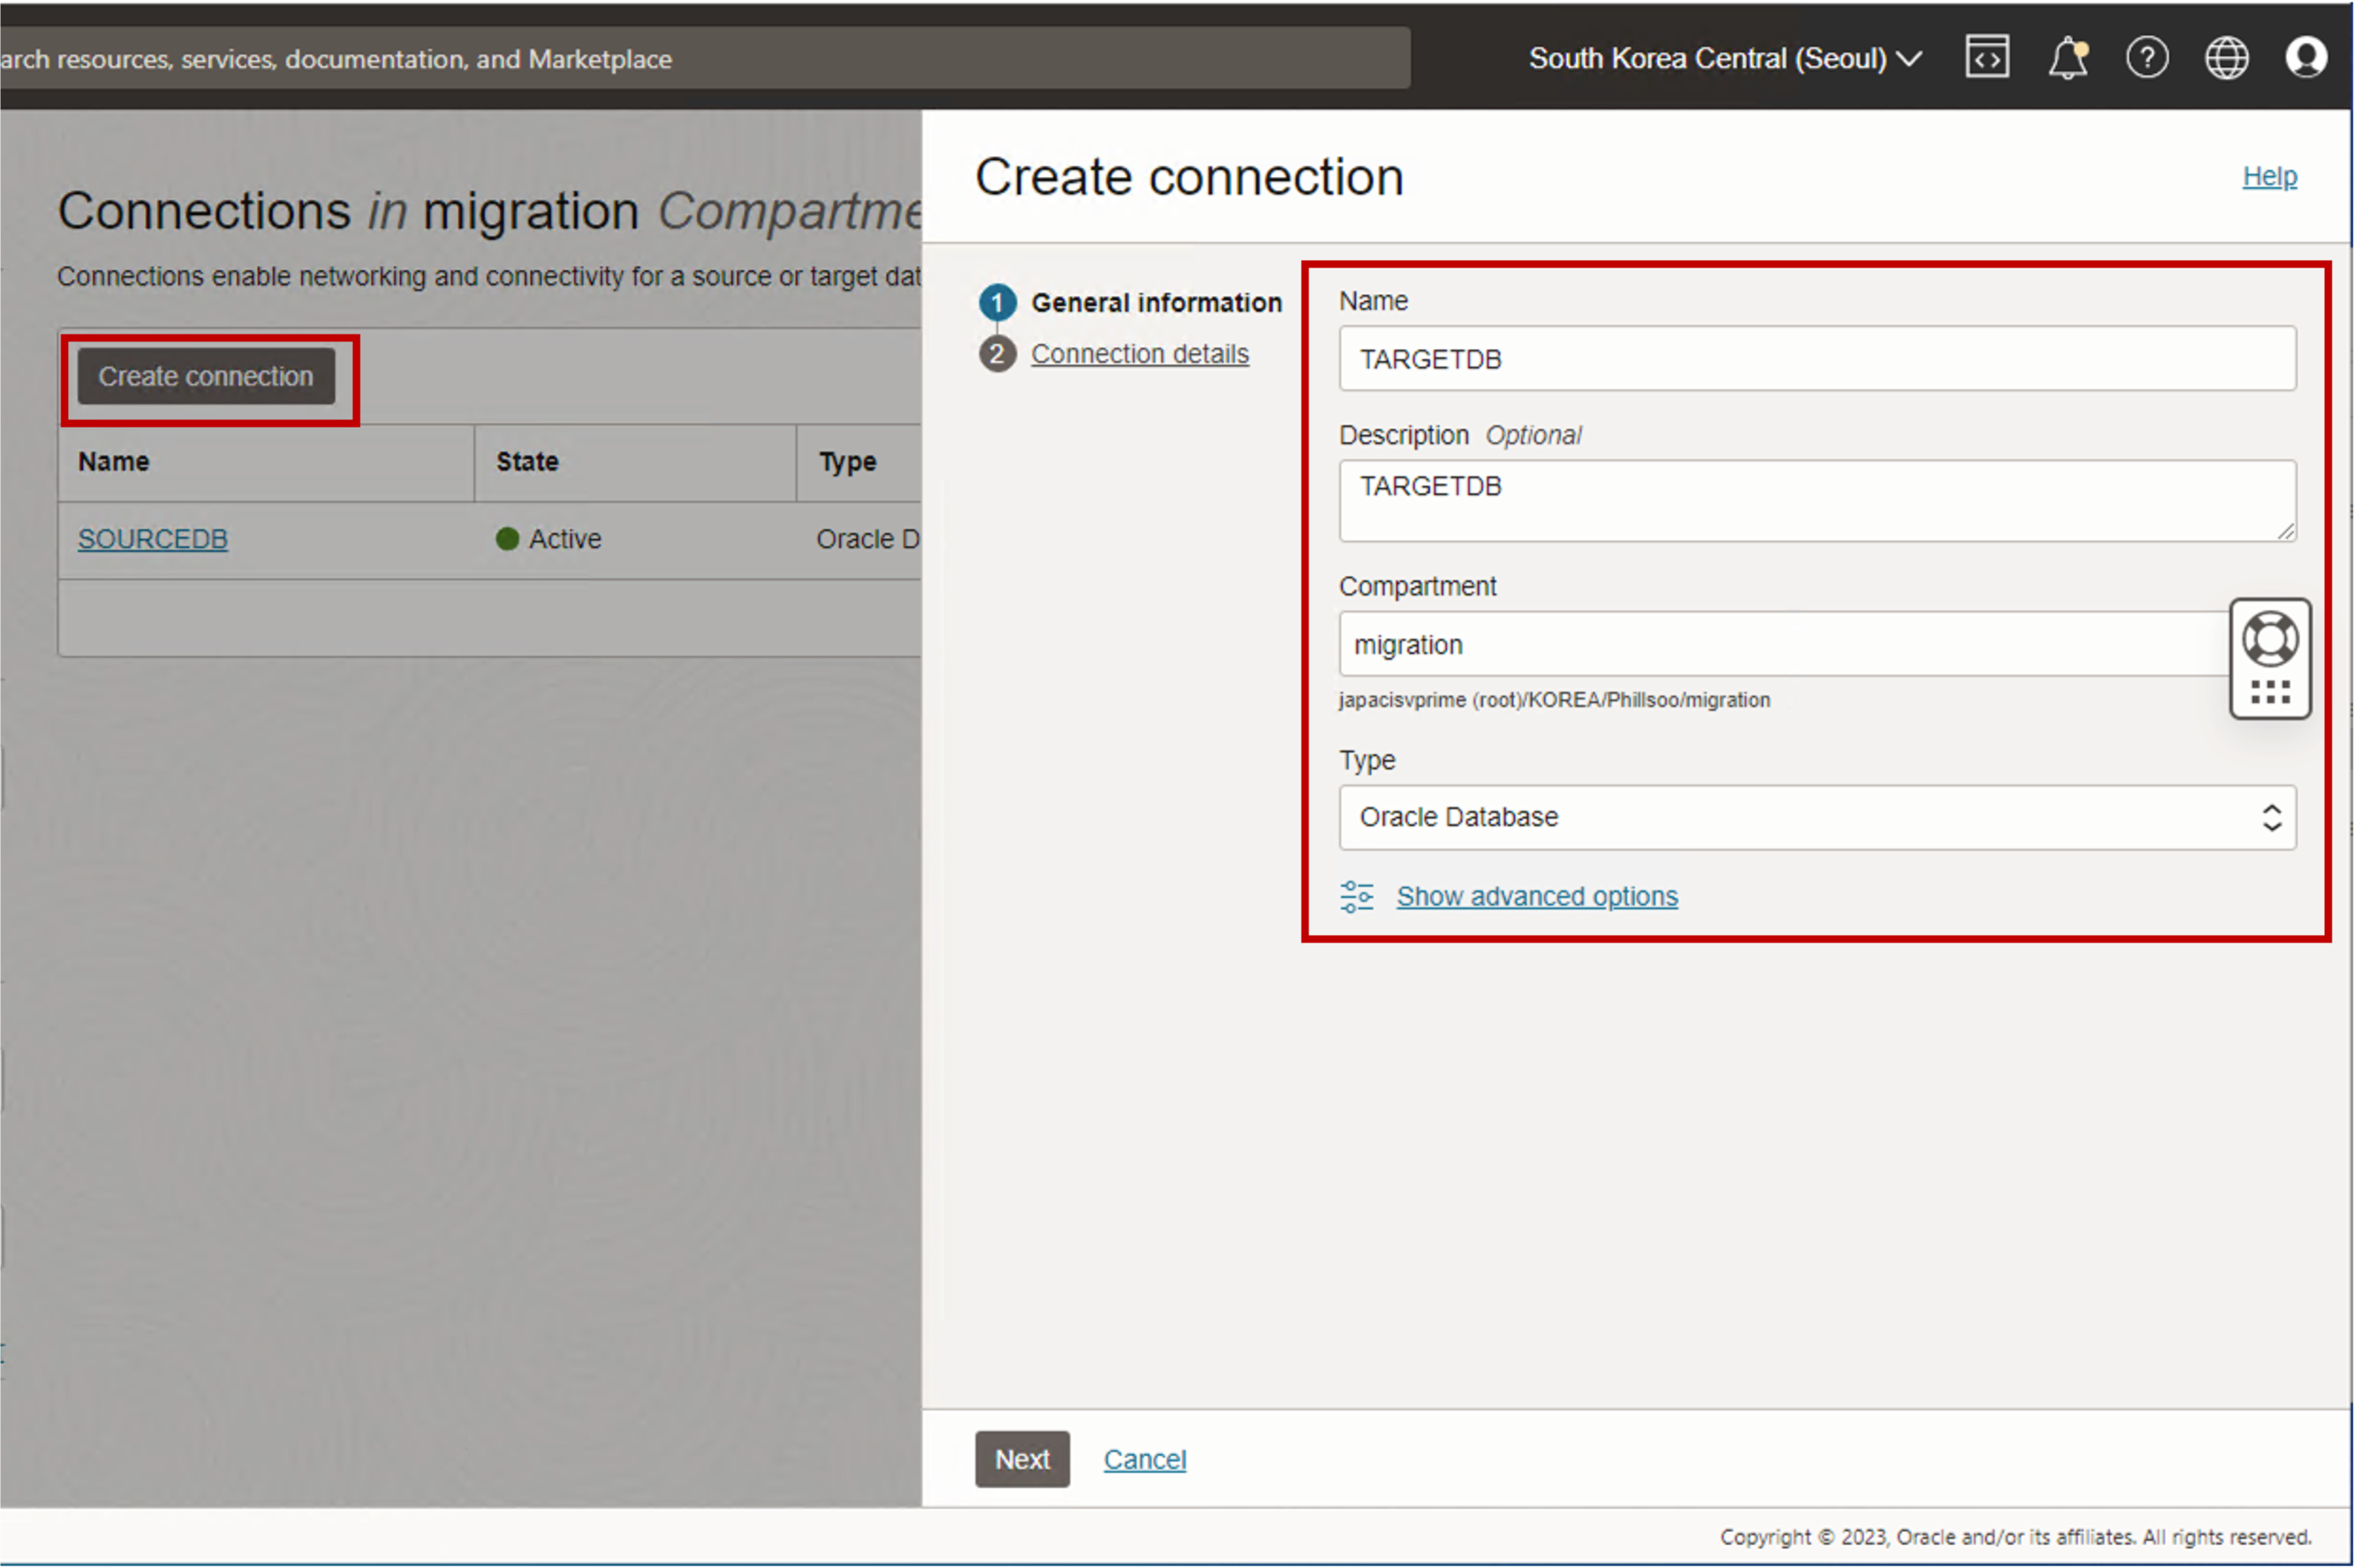 arch resources, services, documentation, and Marketplace
South Korea Central (Seoul)
Connections in migration Compartme
Connections enable networking and connectivity for a source or target dat
Create connection
Name State Type
SOURCEDB Active Oracle D
Create connection
Help
1 General information
2 Connection details
Name
TARGETDB
Description Optional
TARGETDB
Compartment
migration
japacisvprime (root)/KOREA/Phillsoo/migration
Type
Oracle Database
Show advanced options
Next Cancel
Copyright © 2023, Oracle and/or its affiliates. All rights reserved.